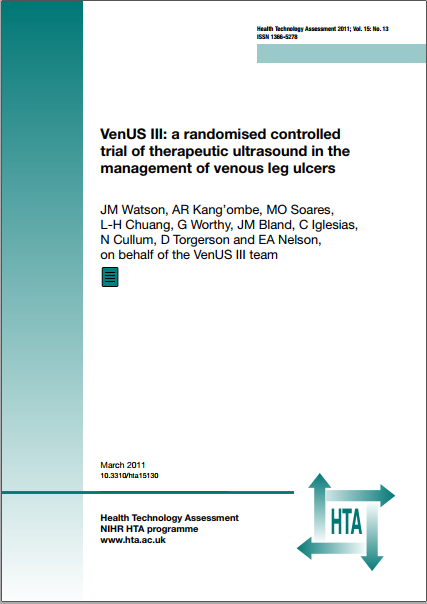 Health Technology Assessment 2011; Vol. 15: No. 13
ISSN 1366-5278
VenUS III: a randomised controlled
trial of therapeutic ultrasound in the
management of venous leg ulcers
JM Watson, AR Kang’ombe, MO Soares,
L-H Chuang, G Worthy, JM Bland, C Iglesias,
N Cullum, D Torgerson and EA Nelson,
on behalf of the VenUS III team
March 2011
10.3310/hta15130
Health Technology Assessment
NIHR HTA programme
www.hta.ac.uk
HTA